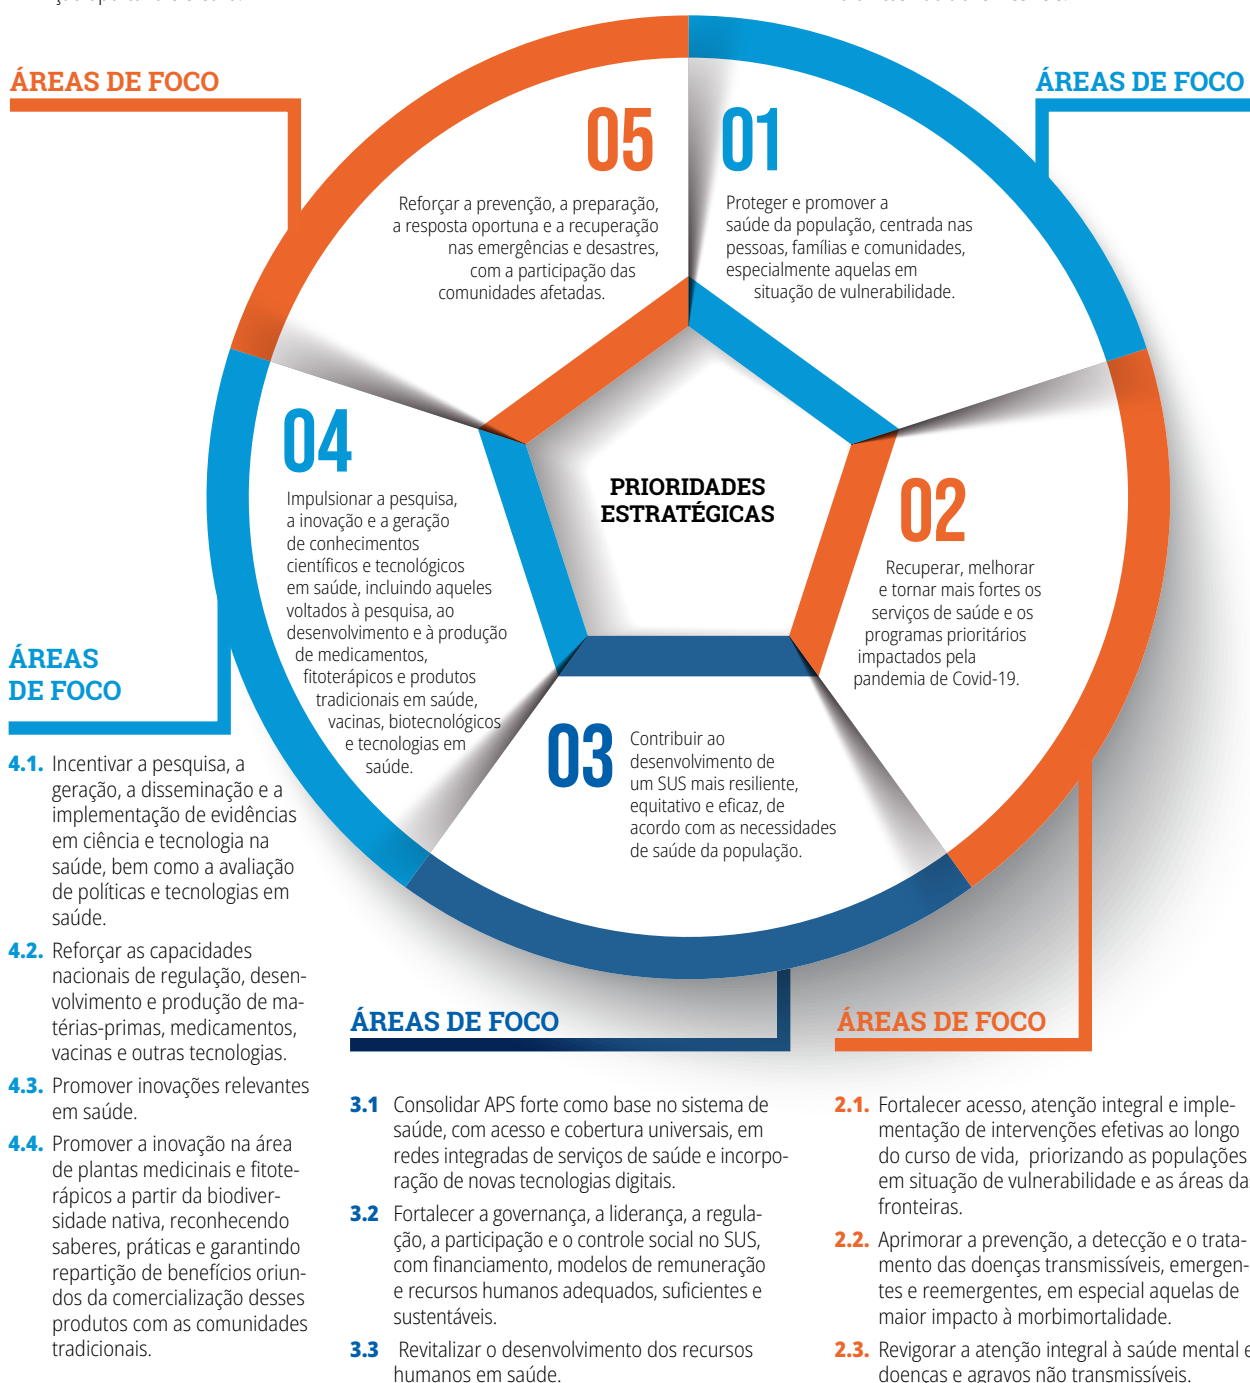 ÁREAS DE FOCO
ÁREAS DE FOCO
05
Reforçar a prevenção, a preparação,
a resposta oportuna e a recuperação
nas emergências e desastres,
com a participação das
comunidades afetadas.
01
Proteger e promover a
saúde da população, centrada nas
pessoas, famílias e comunidades,
especialmente aquelas em
situação de vulnerabilidade.
PRIORIDADES
ESTRATÉGICAS
04
Impulsionar a pesquisa,
a inovação e a geração
de conhecimentos
científicos e tecnológicos
em saúde, incluindo aqueles
voltados à pesquisa, ao
desenvolvimento e à produção
de medicamentos,
fitoterápicos e produtos
tradicionais em saúde,
vacinas, biotecnológicos
e tecnologias em
saúde.
02
Recuperar, melhorar
e tornar mais fortes os
serviços de saúde e os
programas prioritários
impactados pela
pandemia de Covid-19.
03
Contribuir ao
desenvolvimento de
um SUS mais resiliente,
equitativo e eficaz, de
acordo com as necessidades
de saúde da população.
ÁREAS
DE FOCO
4.1. Incentivar a pesquisa, a
geração, a disseminação e a
implementação de evidências
em ciência e tecnologia na
saúde, bem como a avaliação
de políticas e tecnologias em
saúde.
4.2. Reforçar as capacidades
nacionais de regulação, desen-
volvimento e produção de ma-
térias-primas, medicamentos,
vacinas e outras tecnologias.
4.3. Promover inovações relevantes
em saúde.
4.4. Promover a inovação na área
de plantas medicinais e fitote-
rápicos a partir da biodiver-
sidade nativa, reconhecendo
saberes, práticas e garantindo
repartição de benefícios oriun-
dos da comercialização desses
produtos com as comunidades
tradicionais.
ÁREAS DE FOCO
3.1 Consolidar APS forte como base no sistema de
saúde, com acesso e cobertura universais, em
redes integradas de serviços de saúde e incorpo-
ração de novas tecnologias digitais.
3.2 Fortalecer a governança, a liderança, a regula-
ção, a participação e o controle social no SUS,
com financiamento, modelos de remuneração
e recursos humanos adequados, suficientes e
sustentáveis.
3.3 Revitalizar o desenvolvimento dos recursos
humanos em saúde.
ÁREAS DE FOCO
2.1. Fortalecer acesso, atenção integral e imple-
mentação de intervenções efetivas ao longo
do curso de vida, priorizando as populações
em situação de vulnerabilidade e as áreas das
fronteiras.
2.2. Aprimorar a prevenção, a detecção e o trata-
mento das doenças transmissíveis, emergen-
tes e reemergentes, em especial aquelas de
maior impacto à morbimortalidade.
2.3. Revigorar a atenção integral à saúde mental e
doenças e agravos não transmissíveis.